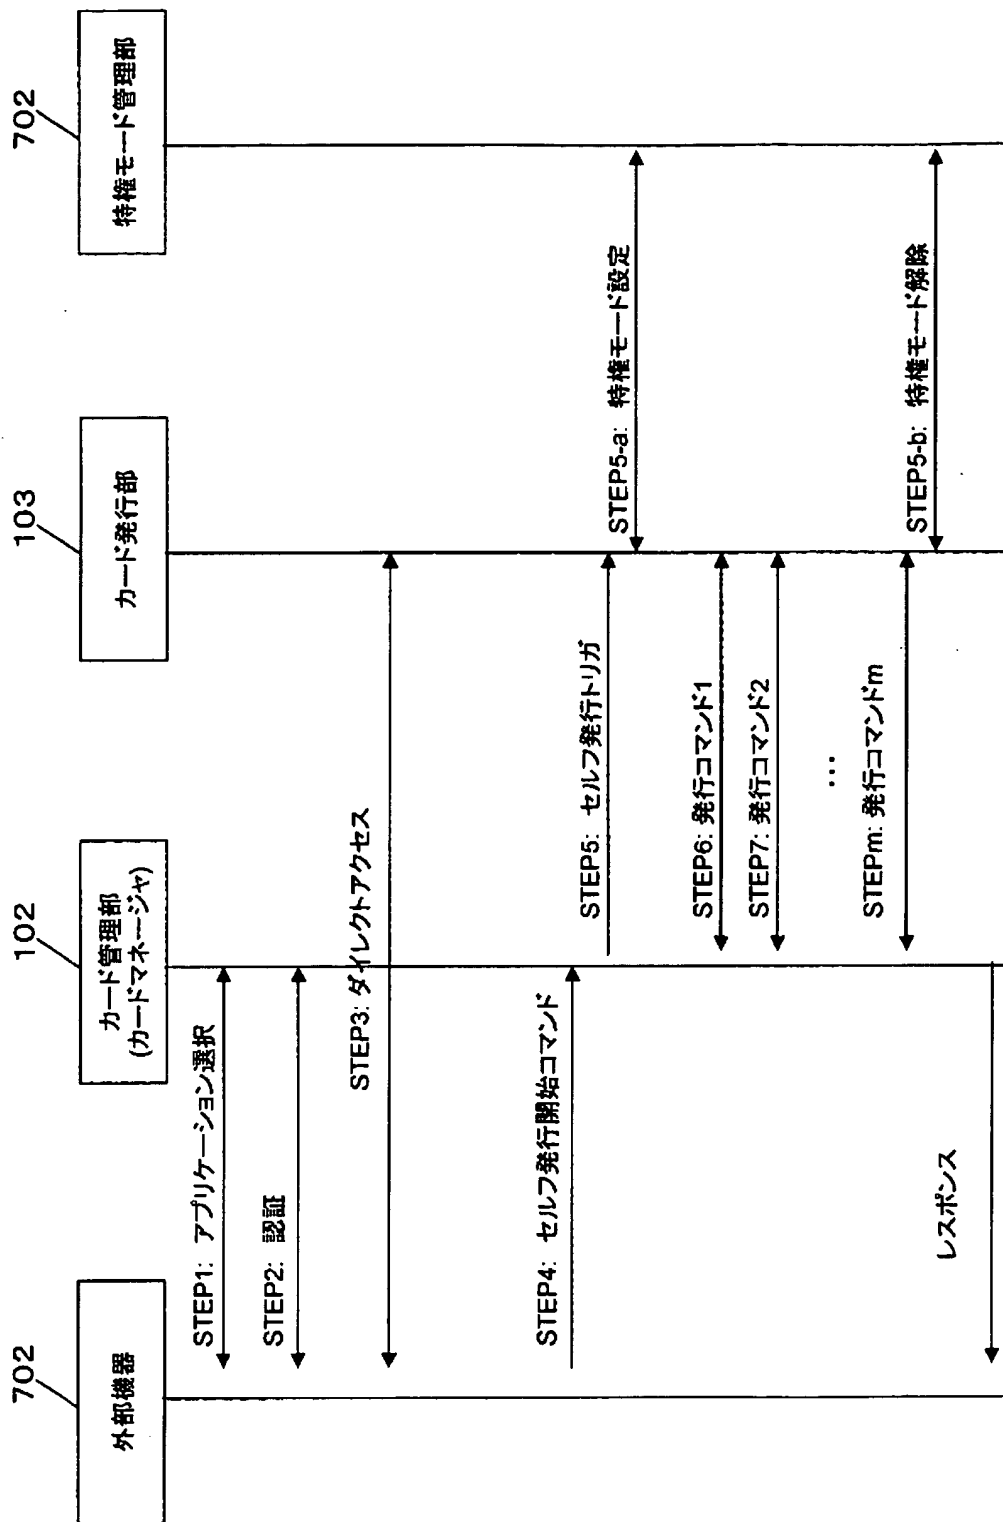 702
外部機器
102
カード管理部
(カードマネージャ)
103
カード発行部
702
特権モード管理部
STEP1: アプリケーション選択
STEP2: 認証
STEP3: ダイレクトアクセス
STEP4: セルフ発行開始コマンド
STEP5: セルフ発行トリガ
STEP5-a: 特権モード設定
STEP6: 発行コマンド1
STEP7: 発行コマンド2
...
STEPm: 発行コマンドm
STEP5-b: 特権モード解除
レスポンス